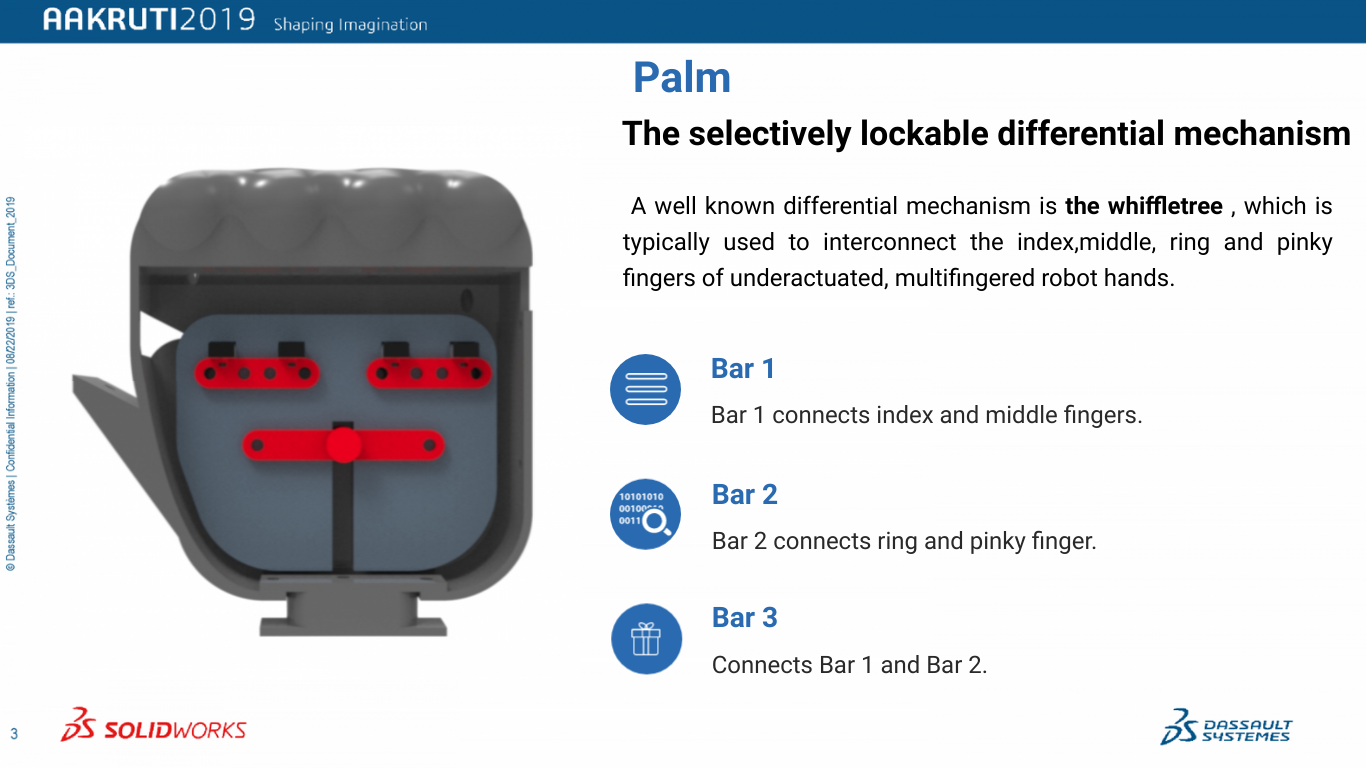 AAKRUTI2019 Shaping Imagination
Palm
The selectively lockable differential mechanism
A well known differential mechanism is the whiffletree , which is
typically used to interconnect the index,middle, ring and pinky
fingers of underactuated, multifingered robot hands.
Bar 1
Bar 1 connects index and middle fingers.
10101010
001000
0011
Bar 2
Bar 2 connects ring and pinky finger.
Bar 3
Connects Bar 1 and Bar 2.
© Dassault Systèmes | Confidential Information | 08/22/2019 | ref.: 3DS_Document_2019
3
SOLIDWORKS
DASSAULT
SYSTEMES